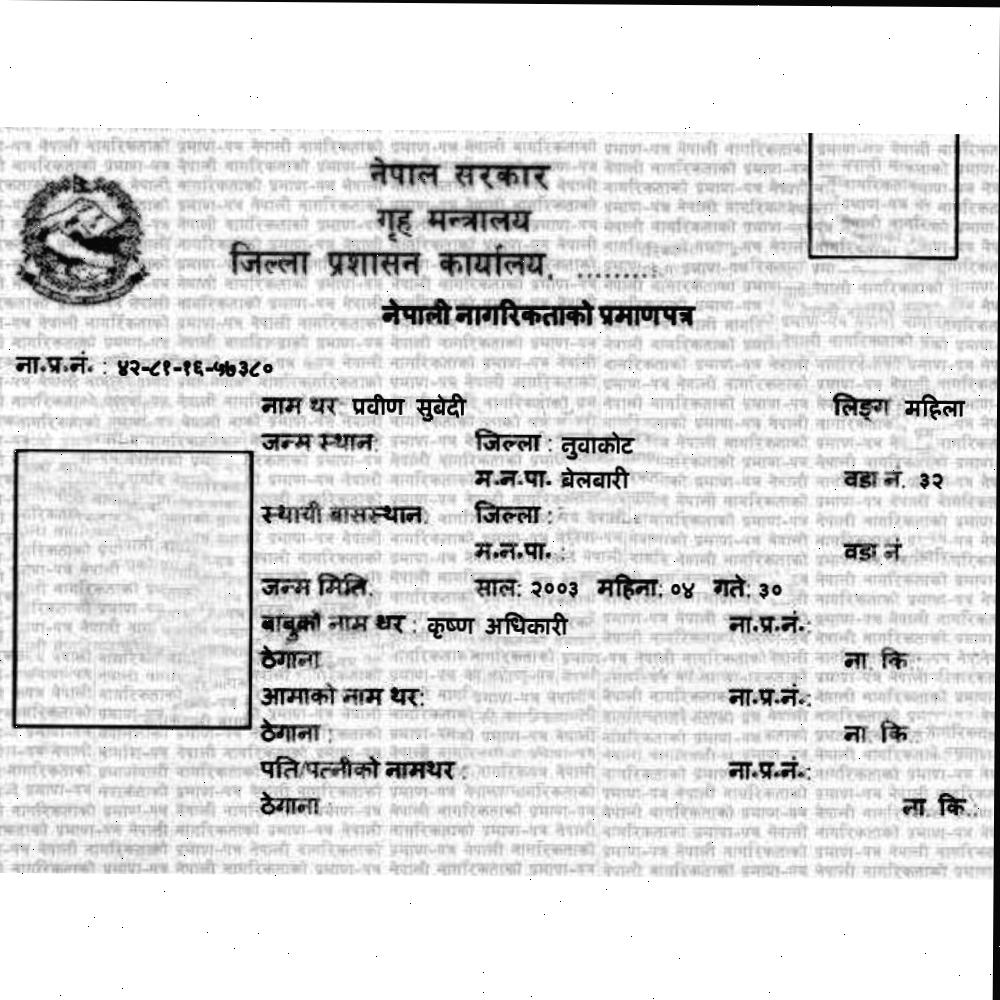 नेपाल सरकार
गृह मन्त्रालय
जिल्ला प्रशासन कार्यालय, ..........
नेपाली नागरिकताको प्रमाणपत्र
ना.प्र.नं. : ४२-८१-१६-५७३८०
नाम थर प्रवीण सुबेदी लिङ्ग महिला
जन्म स्थान: जिल्ला : नुवाकोट
म.न.पा. बेलबारी वडा नं. ३२
स्थायी बासस्थान: जिल्ला :
म.न.पा. : वडा नं
जन्म मिति: साल: २००३ महिना: ०४ गते: ३०
बाबुको नाम थर : कृष्ण अधिकारी ना.प्र.नं.:
ठेगाना ना. कि.:
आमाको नाम थर: ना.प्र.नं.:
ठेगाना : ना. कि.:
पति/पत्नीको नामथर : ना.प्र.नं.:
ठेगाना : ना. कि.: